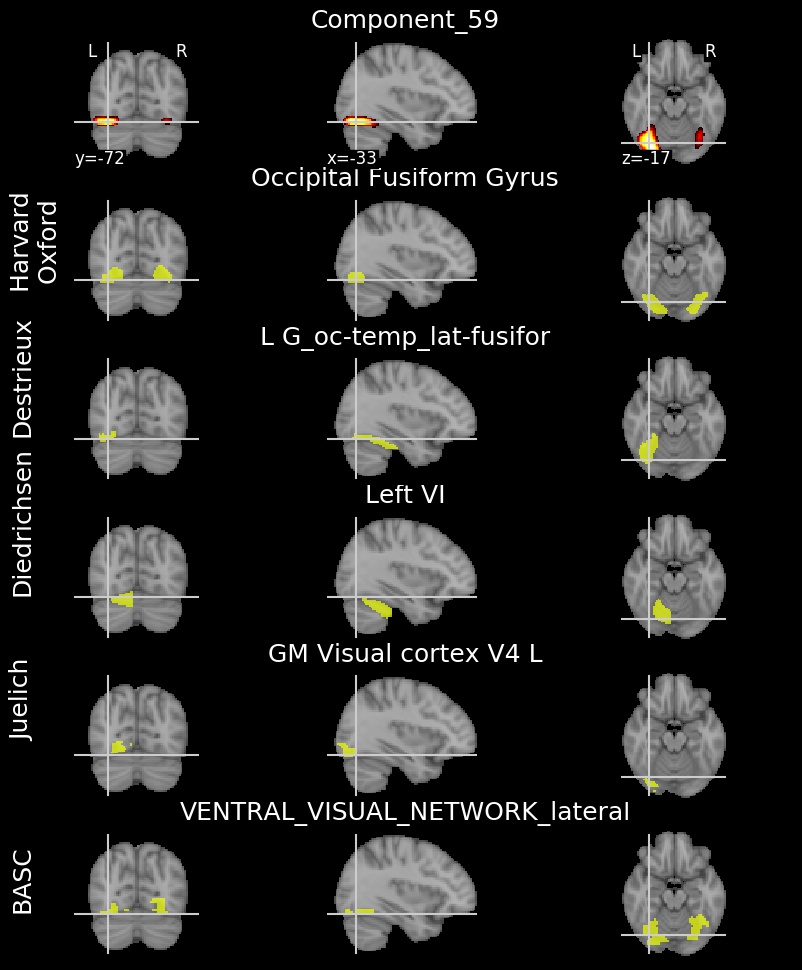 Component_59
L R L R
y=-72 x=-33 z=-17
Occipital Fusiform Gyrus
Harvard
Oxford
L G_oc-temp_lat-fusifor
Destrieux
Left VI
Diedrichsen
GM Visual cortex V4 L
Juelich
VENTRAL_VISUAL_NETWORK_lateral
BASC